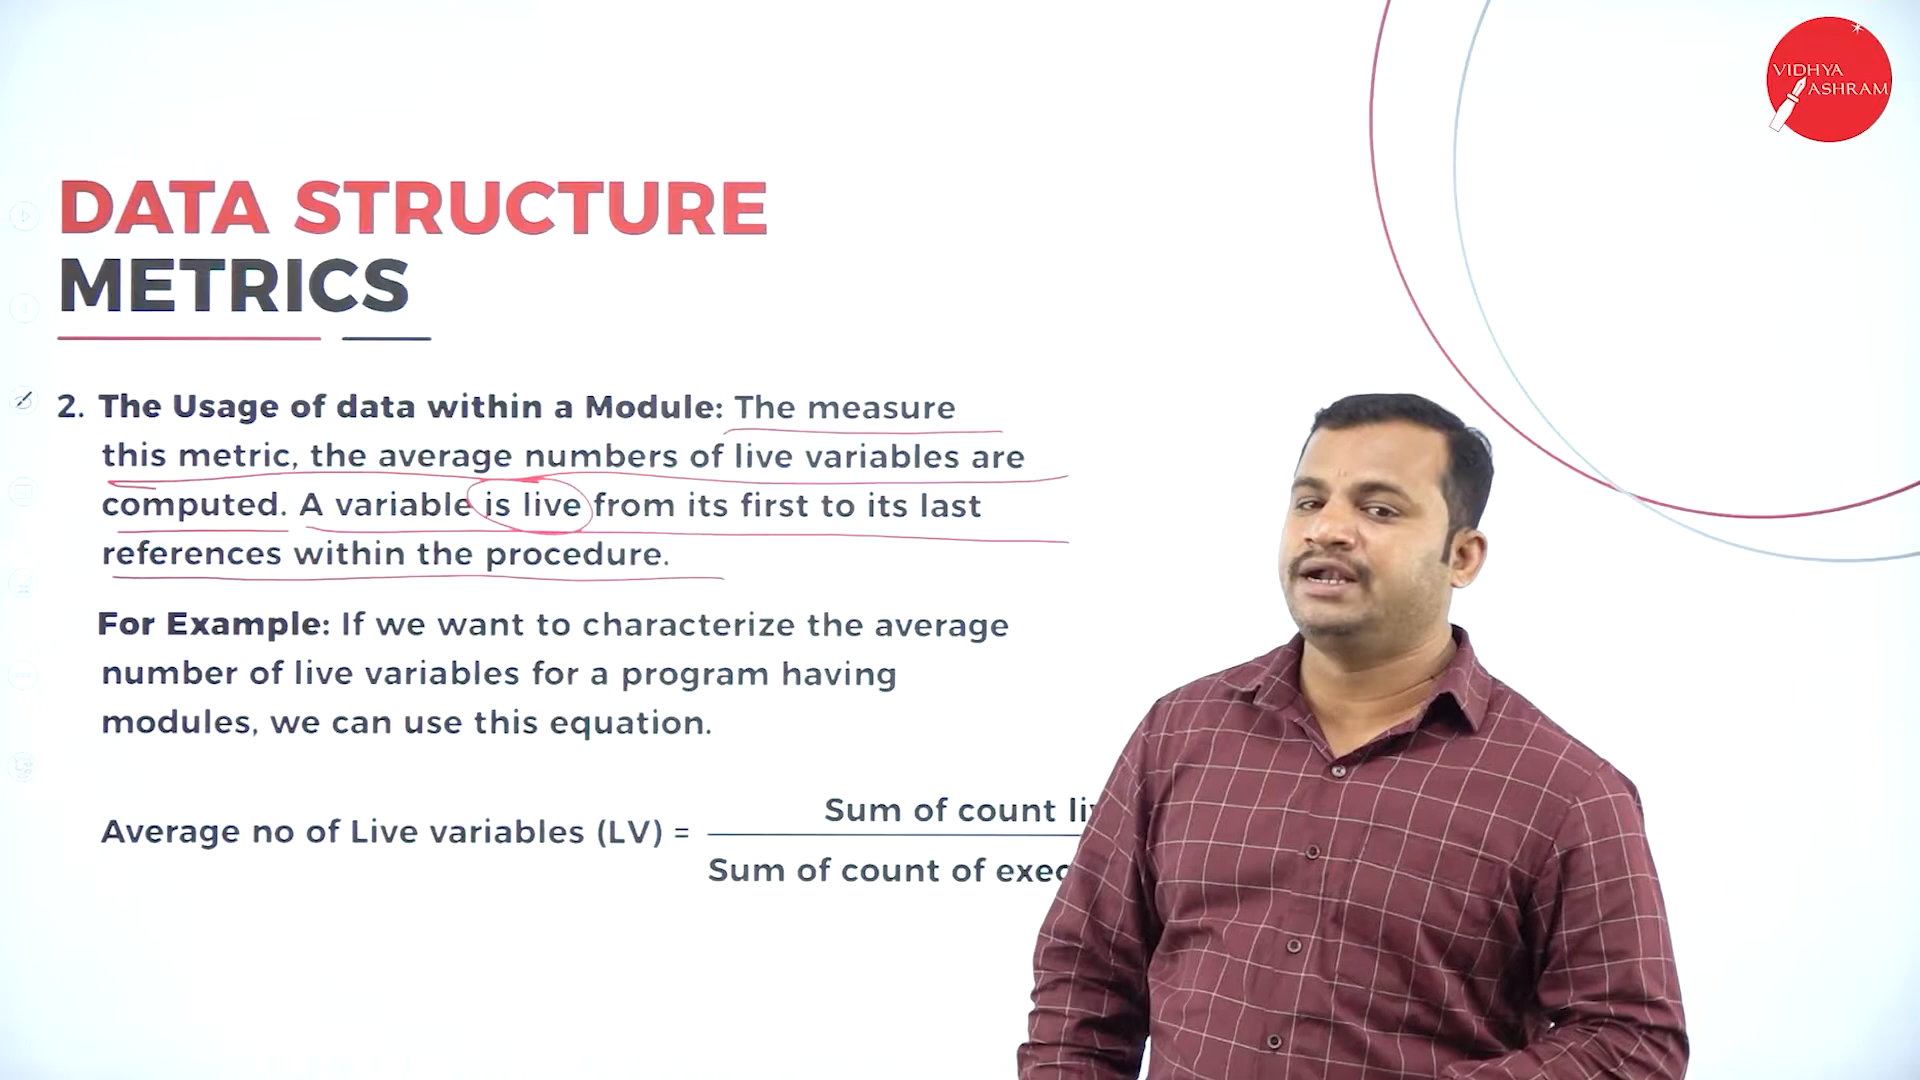 VIDHYA
ASHRAM
DATA STRUCTURE
METRICS
2. The Usage of data within a Module: The measure
this metric, the average numbers of live variables are
computed. A variable is live from its first to its last
references within the procedure.
For Example: If we want to characterize the average
number of live variables for a program having
modules, we can use this equation.
Sum of count
Average no of Live variables (LV) =
Sum of count of